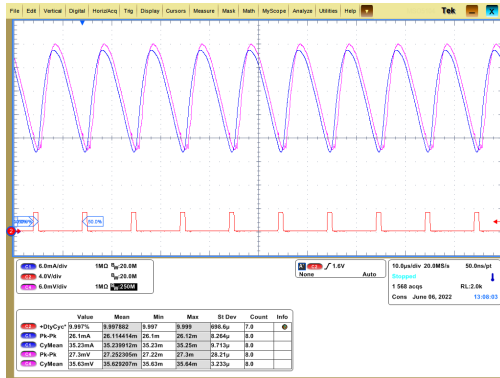 File Edit Vertical Digital Horiz/Acq Trig Display Cursors Measure Mask Math MyScope Analyze Utilities Help Tek X
90.0%
2
C1 6.0mA/div 1MΩ BW:20.0M
C2 4.0V/div BW:20.0M
6.0mV/div 1MΩ BW:250M
A' C2 1.6V
None Auto
10.0µs/div 20.0MS/s 50.0ns/pt
Stopped
1 568 acqs RL:2.0k
Cons June 06, 2022 13:08:03
Value Mean Min Max St Dev Count Info
C2 +DtyCyc* 9.997% 9.997882 9.997 9.999 698.6µ 7.0
C1 Pk-Pk 26.1mA 26.114414m 26.1m 26.12m 8.264µ 8.0
C1 CyMean 35.23mA 35.239912m 35.23m 35.25m 9.713µ 8.0
Pk-Pk 27.3mV 27.252305m 27.22m 27.3m 28.21µ 8.0
CyMean 35.63mV 35.629207m 35.63m 35.64m 3.233µ 8.0